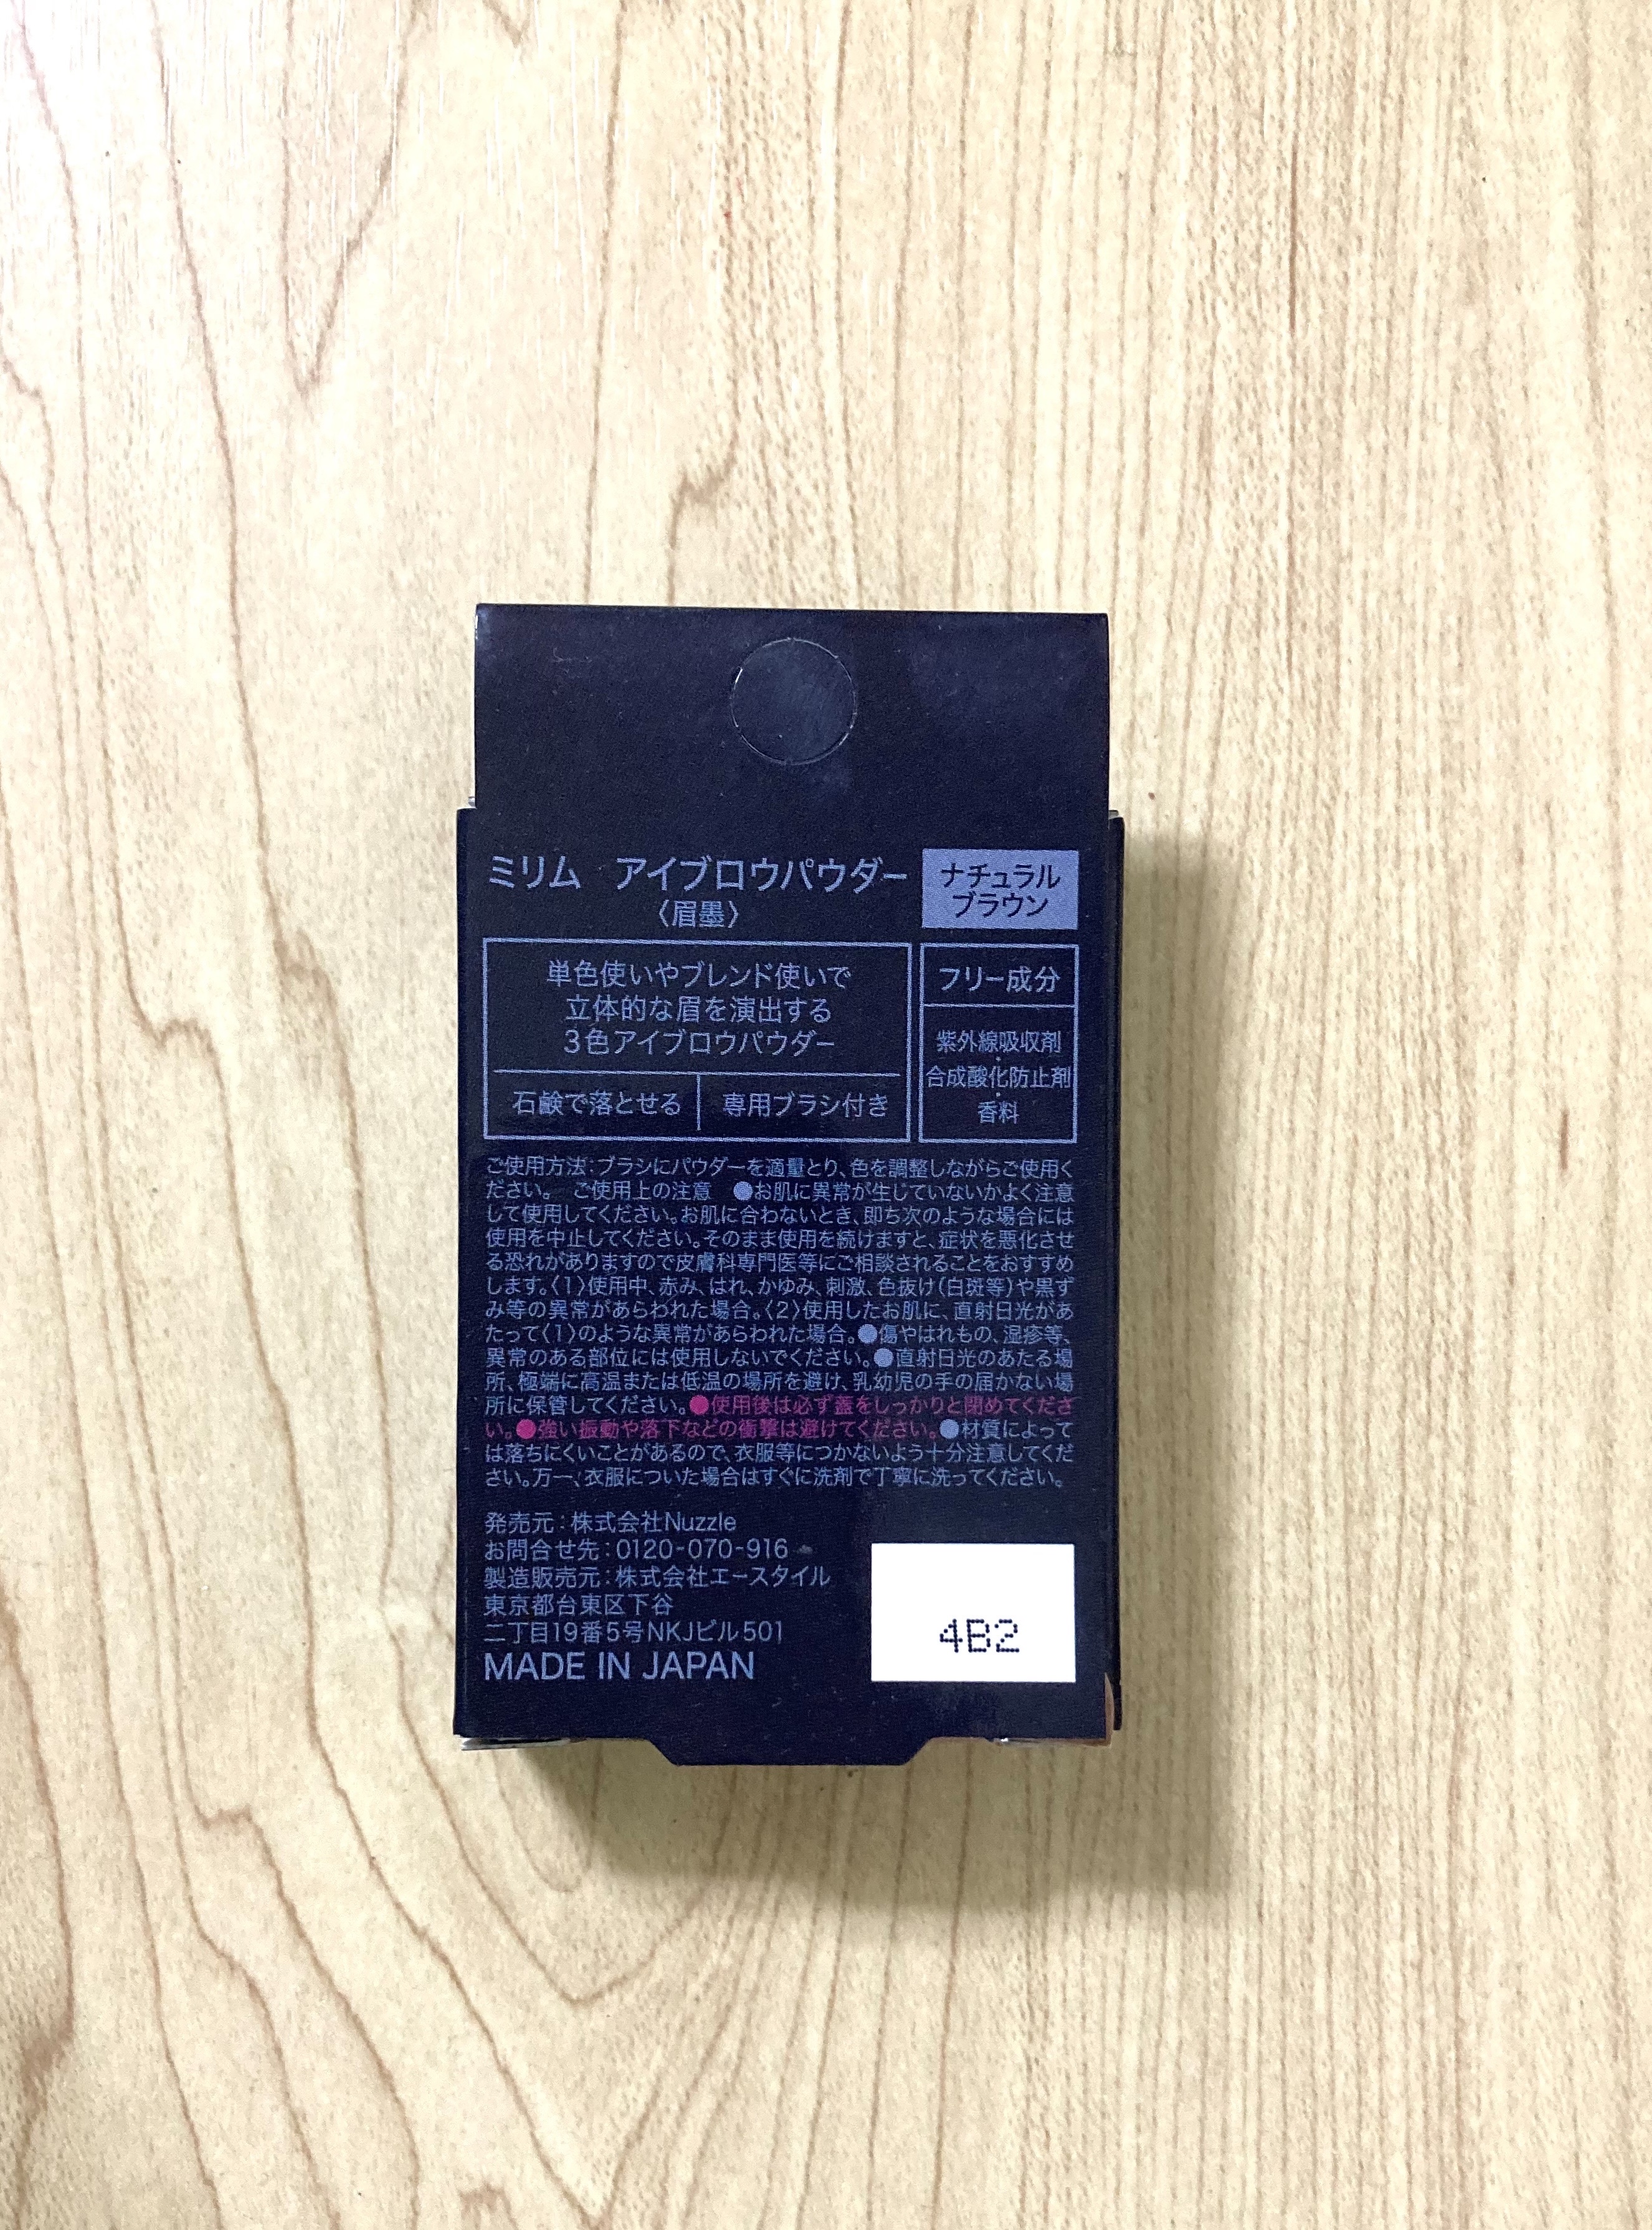 ミリム　アイブロウパウダー
〈眉墨〉
ナチュラル
ブラウン
単色使いやブレンド使いで
立体的な眉を演出する
3色アイブロウパウダー
石鹸で落とせる
専用ブラシ付き
フリー成分
紫外線吸収剤
・
合成酸化防止剤
・
香料
ご使用方法：ブラシにパウダーを適量とり、色を調整しながらご使用く
ださい。　ご使用上の注意　●お肌に異常が生じていないかよく注意
して使用してください。お肌に合わないとき、即ち次のような場合には
使用を中止してください。そのまま使用を続けますと、症状を悪化させ
る恐れがありますので皮膚科専門医等にご相談されることをおすすめ
します。〈1〉使用中、赤み、はれ、かゆみ、刺激、色抜け（白斑等）や黒ず
み等の異常があらわれた場合。〈2〉使用したお肌に、直射日光があ
たって〈1〉のような異常があらわれた場合。●傷やはれもの、湿疹等、
異常のある部位には使用しないでください。●直射日光のあたる場
所、極端に高温または低温の場所を避け、乳幼児の手の届かない場
所に保管してください。●使用後は必ず蓋をしっかりと閉めてくださ
い。●強い振動や落下などの衝撃は避けてください。●材質によって
は落ちにくいことがあるので、衣服等につかないよう十分注意してくだ
さい。万一、衣服についた場合はすぐに洗剤で丁寧に洗ってください。
発売元：株式会社Nuzzle
お問合せ先：0120-070-916
製造販売元：株式会社エースタイル
東京都台東区下谷
二丁目19番5号NKJビル501
MADE IN JAPAN
4B2